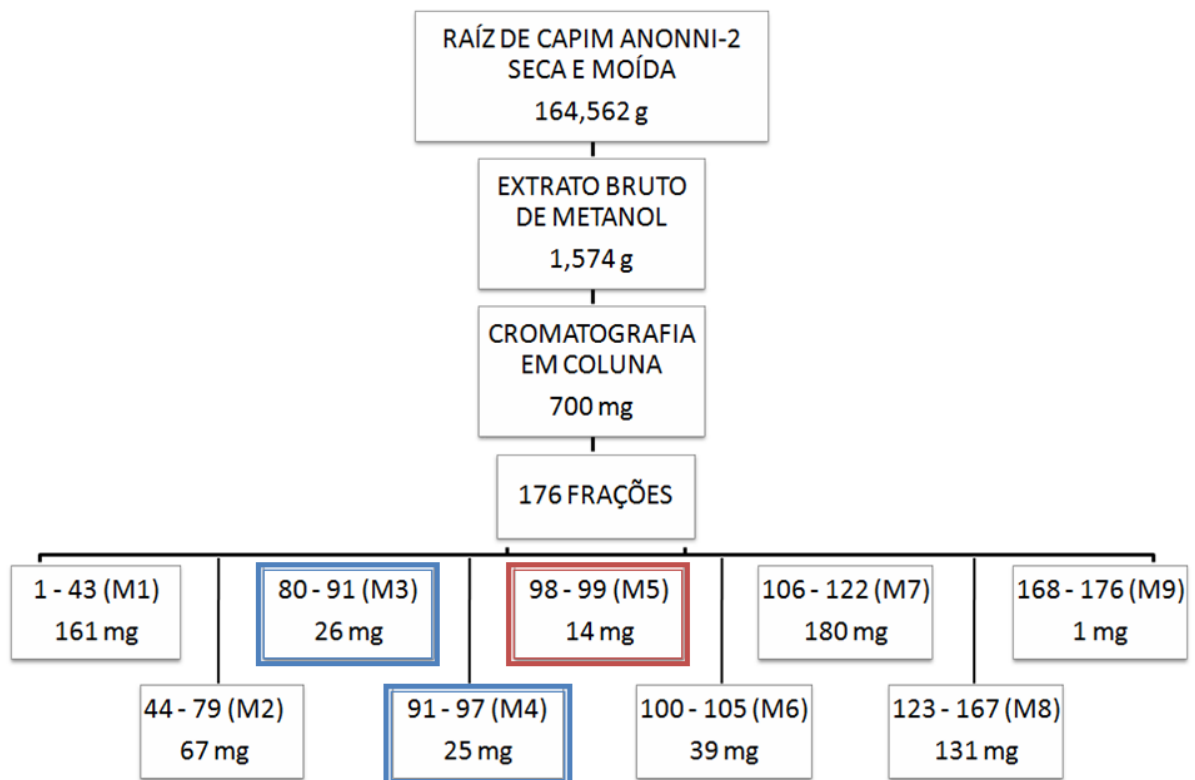 RAÍZ DE CAPIM ANONNI-2
SECA E MOÍDA
164,562 g
EXTRATO BRUTO
DE METANOL
1,574 g
CROMATOGRAFIA
EM COLUNA
700 mg
176 FRAÇÕES
1 - 43 (M1)
161 mg
80 - 91 (M3)
26 mg
98 - 99 (M5)
14 mg
106 - 122 (M7)
180 mg
168 - 176 (M9)
1 mg
44 - 79 (M2)
67 mg
91 - 97 (M4)
25 mg
100 - 105 (M6)
39 mg
123 - 167 (M8)
131 mg